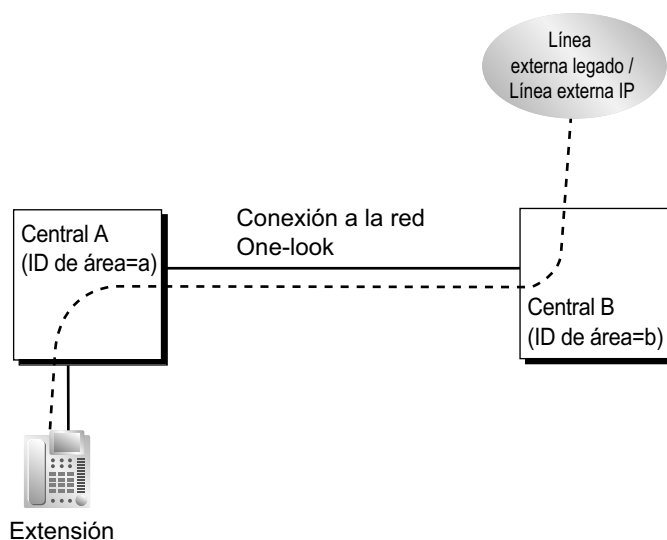 Línea
externa legado /
Línea externa IP
Conexión a la red
One-look
Central A
(ID de área=a)
Central B
(ID de área=b)
Extensión